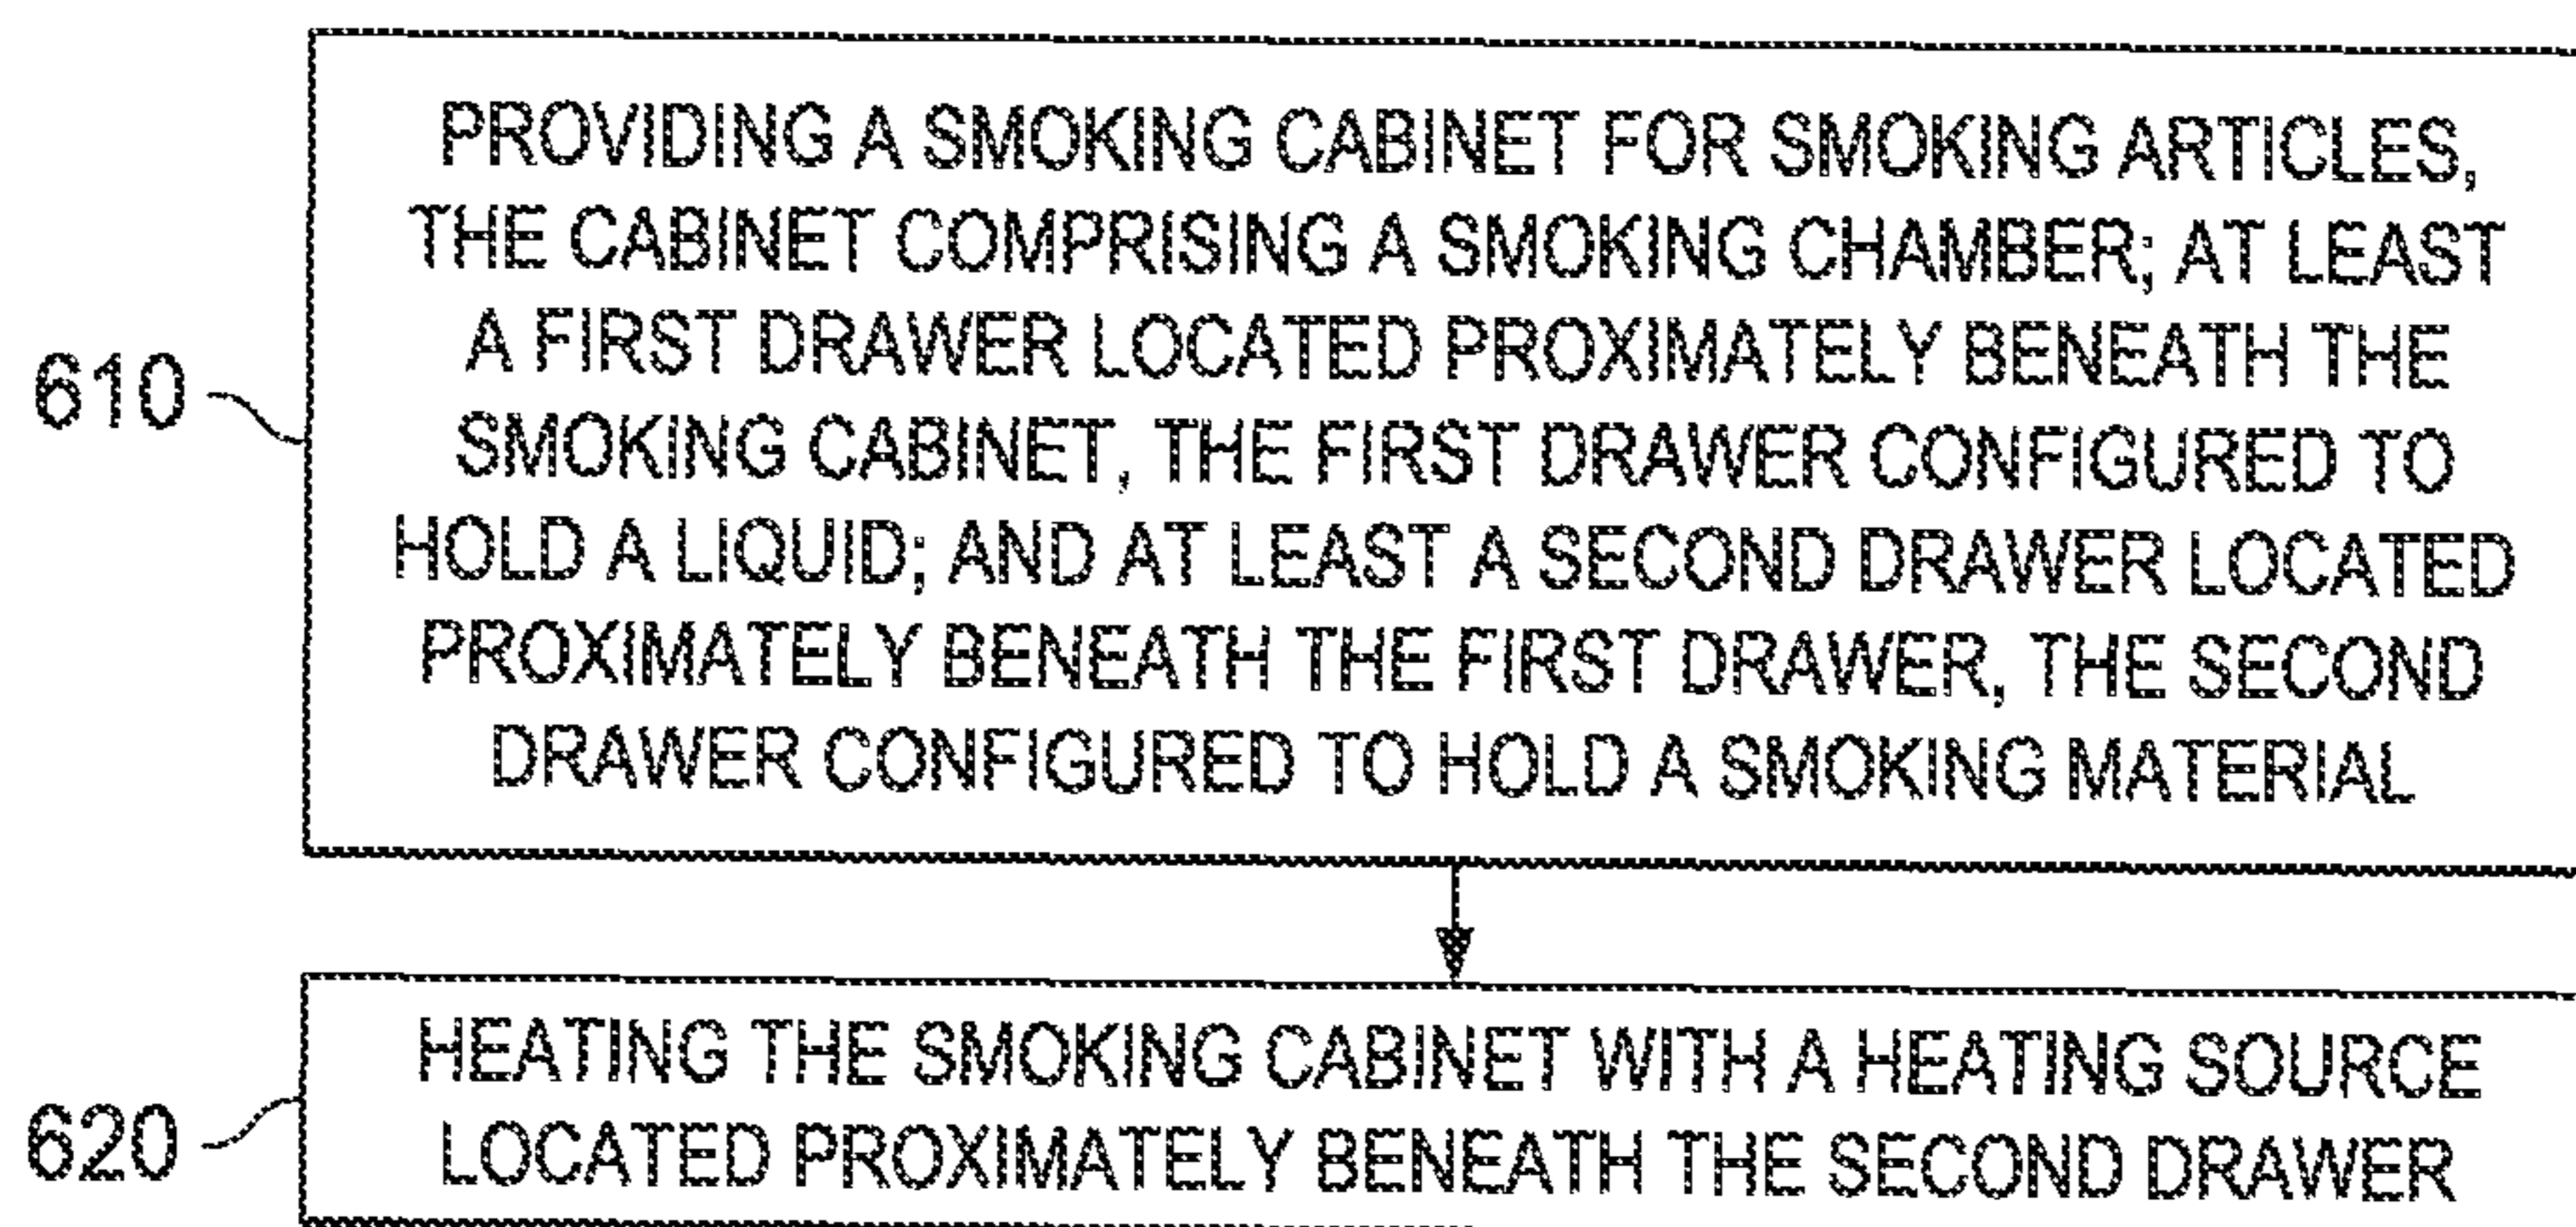 PROVIDING A SMOKING CABINET FOR SMOKING ARTICLES,
THE CABINET COMPRISING A SMOKING CHAMBER; AT LEAST
A FIRST DRAWER LOCATED PROXIMATELY BENEATH THE
610
SMOKING CABINET, THE FIRST DRAWER CONFIGURED TO
HOLD A LIQUID; AND AT LEAST A SECOND DRAWER LOCATED
PROXIMATELY BENEATH THE FIRST DRAWER, THE SECOND
DRAWER CONFIGURED TO HOLD A SMOKING MATERIAL
HEATING THE SMOKING CABINET WITH A HEATING SOURCE
620
LOCATED PROXIMATELY BENEATH THE SECOND DRAWER